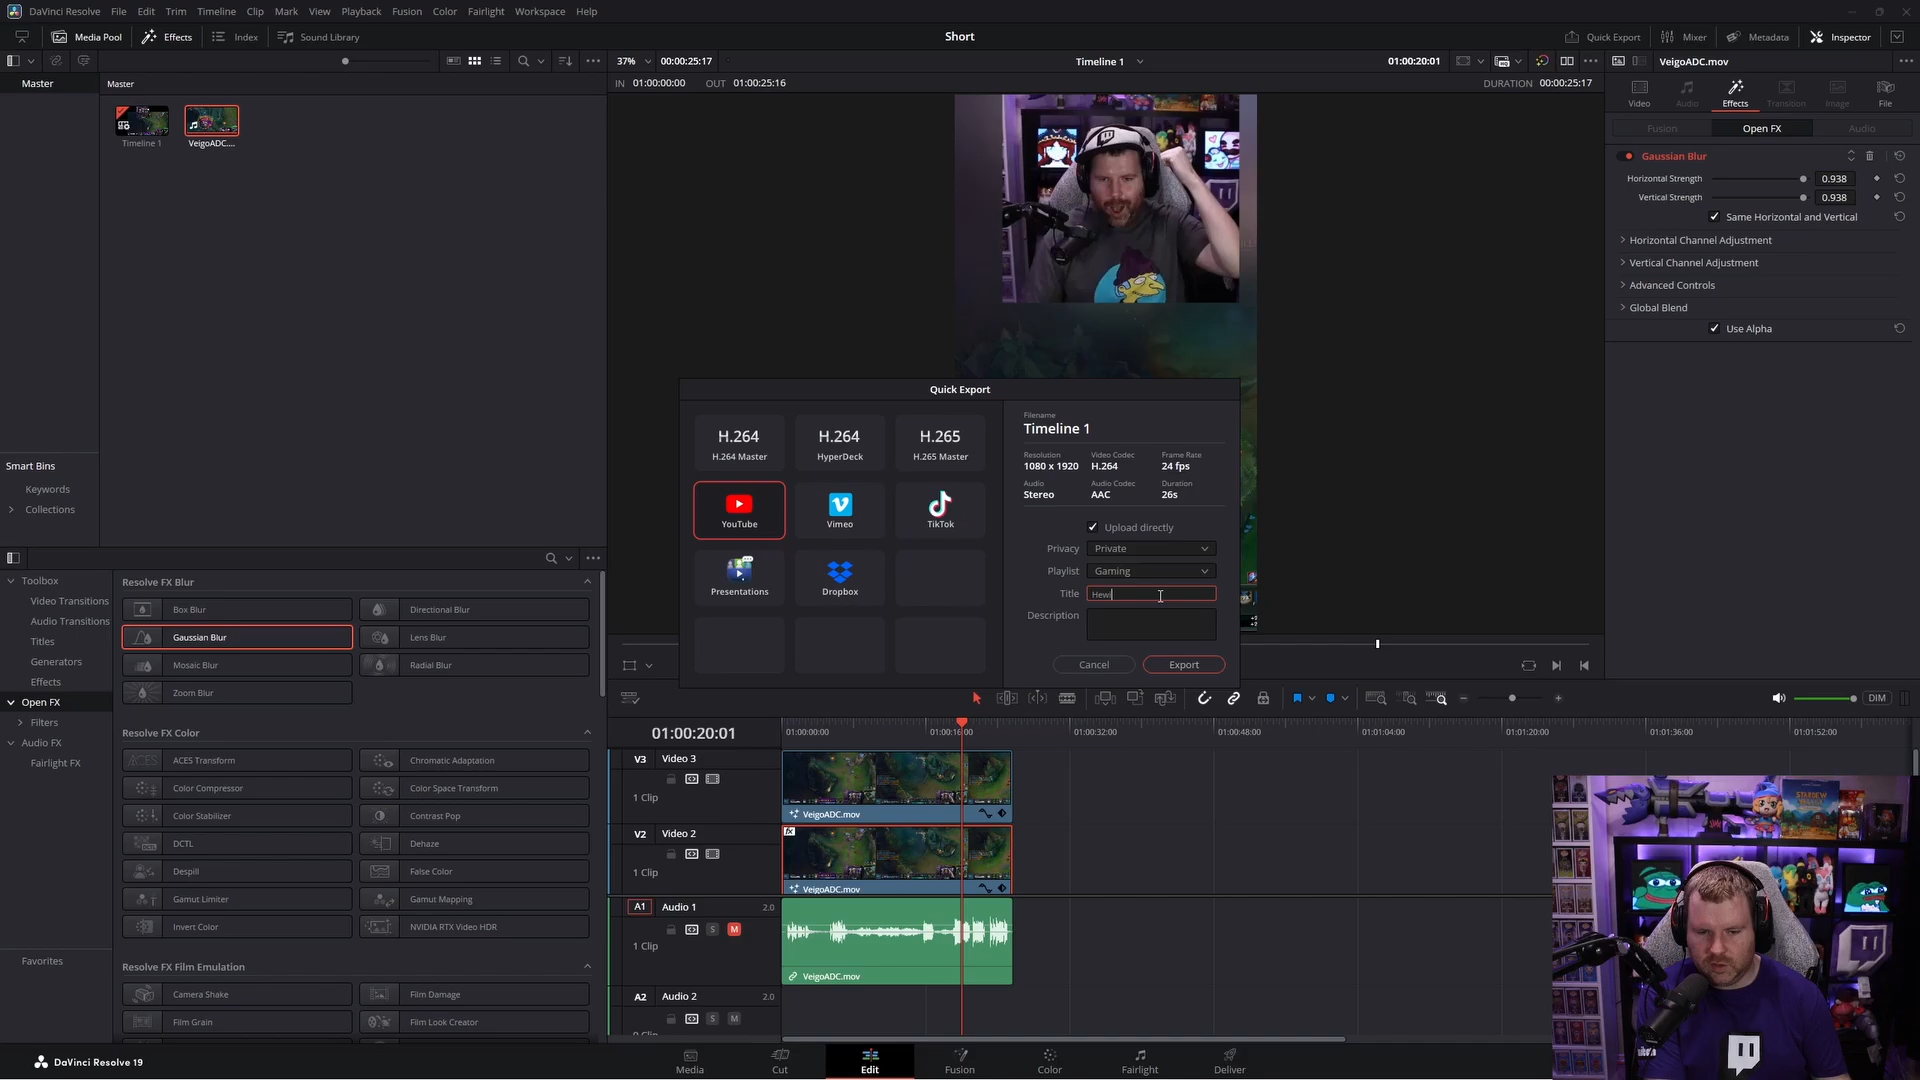 DaVinci Resolve File Edit Trim Timeline Clip Mark View Playback Fusion Color Fairlight Workspace Help
Media Pool Effects Index Sound Library Short Quick Export Mixer Metadata Inspector
37% 00:00:25:17 Timeline 1 01:00:20:01 VeigoADC.mov
Master Master IN 01:00:00:00 OUT 01:00:25:16 DURATION 00:00:25:17
Video Audio Effects Transition Image File
Timeline 1 VeigoADC....
Fusion Open FX Audio
Gaussian Blur
Horizontal Strength 0.938
Vertical Strength 0.938
Same Horizontal and Vertical
Horizontal Channel Adjustment
Vertical Channel Adjustment
Advanced Controls
Global Blend
Use Alpha
Smart Bins
Keywords
Collections
Quick Export
H.264 H.264 H.265
H.264 Master HyperDeck H.265 Master
YouTube Vimeo TikTok
Presentations Dropbox
Filename
Timeline 1
Resolution Video Codec Frame Rate
1080 x 1920 H.264 24 fps
Audio Audio Codec Duration
Stereo AAC 26s
Upload directly
Privacy Private
Playlist Gaming
Title Hewi
Description
Cancel Export
Toolbox
Video Transitions
Audio Transitions
Titles
Generators
Effects
Open FX
Filters
Audio FX
Fairlight FX
Favorites
Resolve FX Blur
Box Blur Directional Blur
Gaussian Blur Lens Blur
Mosaic Blur Radial Blur
Zoom Blur
Resolve FX Color
ACES Transform Chromatic Adaptation
Color Compressor Color Space Transform
Color Stabilizer Contrast Pop
DCTL Dehaze
Despill False Color
Gamut Limiter Gamut Mapping
Invert Color NVIDIA RTX Video HDR
Resolve FX Film Emulation
Camera Shake Film Damage
Film Grain Film Look Creator
DIM
01:00:20:01 01:00:00:00 01:00:16:00 01:00:32:00 01:00:48:00 01:01:04:00 01:01:20:00 01:01:36:00 01:01:52:00
V3 Video 3
1 Clip
VeigoADC.mov
V2 Video 2
fx
1 Clip
VeigoADC.mov
A1 Audio 1 2.0
S M
1 Clip
VeigoADC.mov
A2 Audio 2 2.0
S M
STARDEW VALLEY
DaVinci Resolve 19 Media Cut Edit Fusion Color Fairlight Deliver